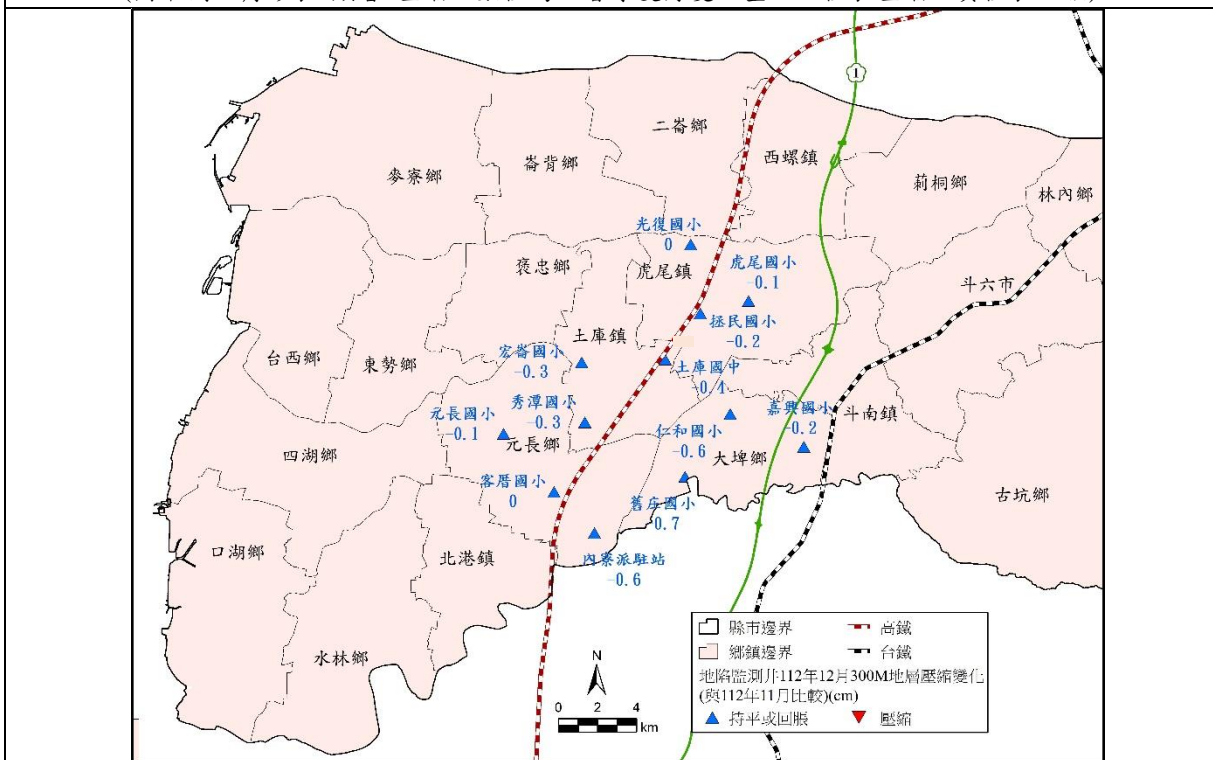 1
二崙鄉
西螺鎮
崙背鄉
麥寮鄉
莿桐鄉
林內鄉
光復國小
0
褒忠鄉
虎尾鎮
虎尾國小
-0.1
斗六市
拯民國小
-0.2
土庫鎮
台西鄉
東勢鄉
宏崙國小
-0.3
土庫國中
秀潭國小
-0.3
嘉興國小
-0.2
斗南鎮
元長國小
-0.1
元長鄉
仁和國小
-0.6
大埤鄉
四湖鄉
客厝國小
0
舊庄國小
古坑鄉
口湖鄉
北港鎮
內寮派駐站
-0.6
水林鄉
N
0 2 4
km
縣市邊界
高鐵
鄉鎮邊界
台鐵
地陷監測井112年12月300M地層壓縮變化
(與112年11月比較)(cm)
持平或回脹
壓縮